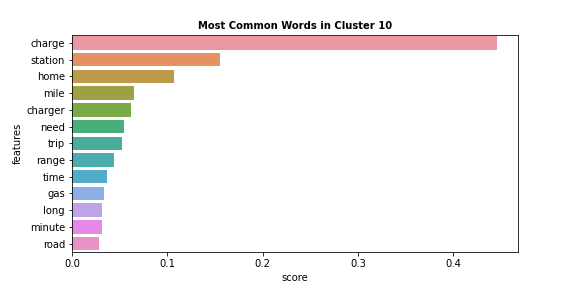 Most Common Words in Cluster 10
charge
station
home
mile
charger
need
trip
range
time
gas
long
minute
road
features
0.0 0.1 0.2 0.3 0.4
score